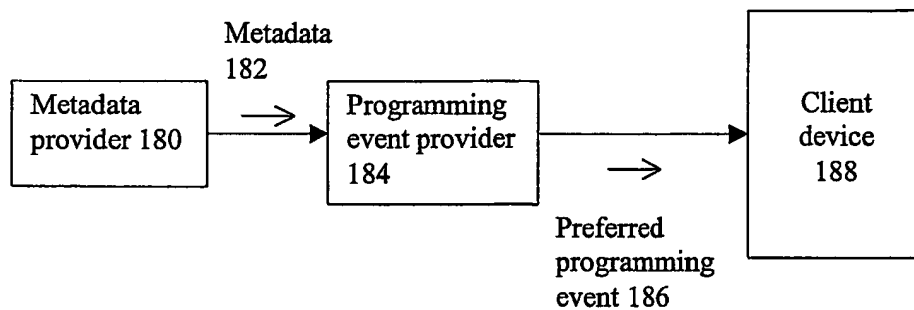 Metadata
182
Metadata
provider 180
Programming
event provider
184
Client
device
188
Preferred
programming
event 186